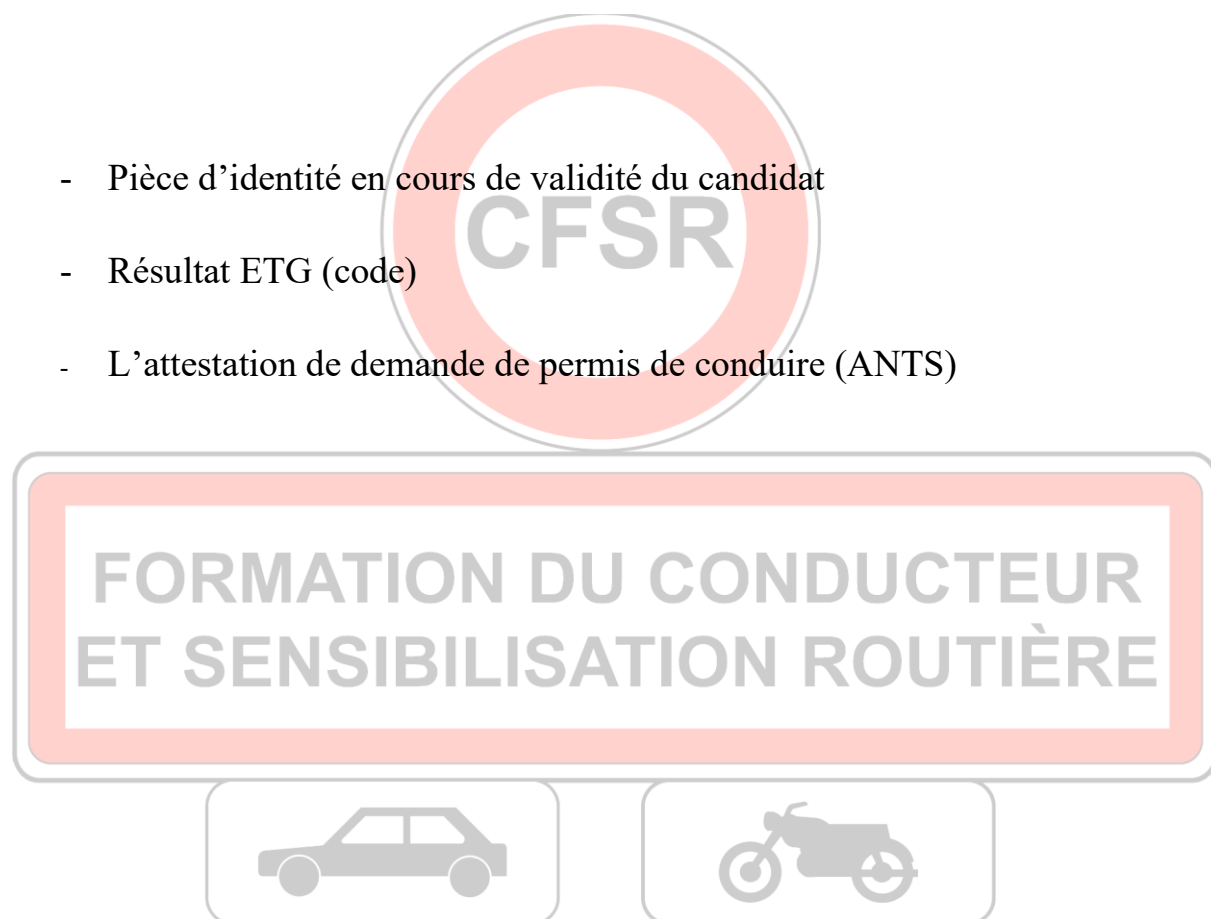 - Pièce d’identité en cours de validité du candidat
CFSR
- Résultat ETG (code)
- L’attestation de demande de permis de conduire (ANTS)
FORMATION DU CONDUCTEUR
ET SENSIBILISATION ROUTIÈRE